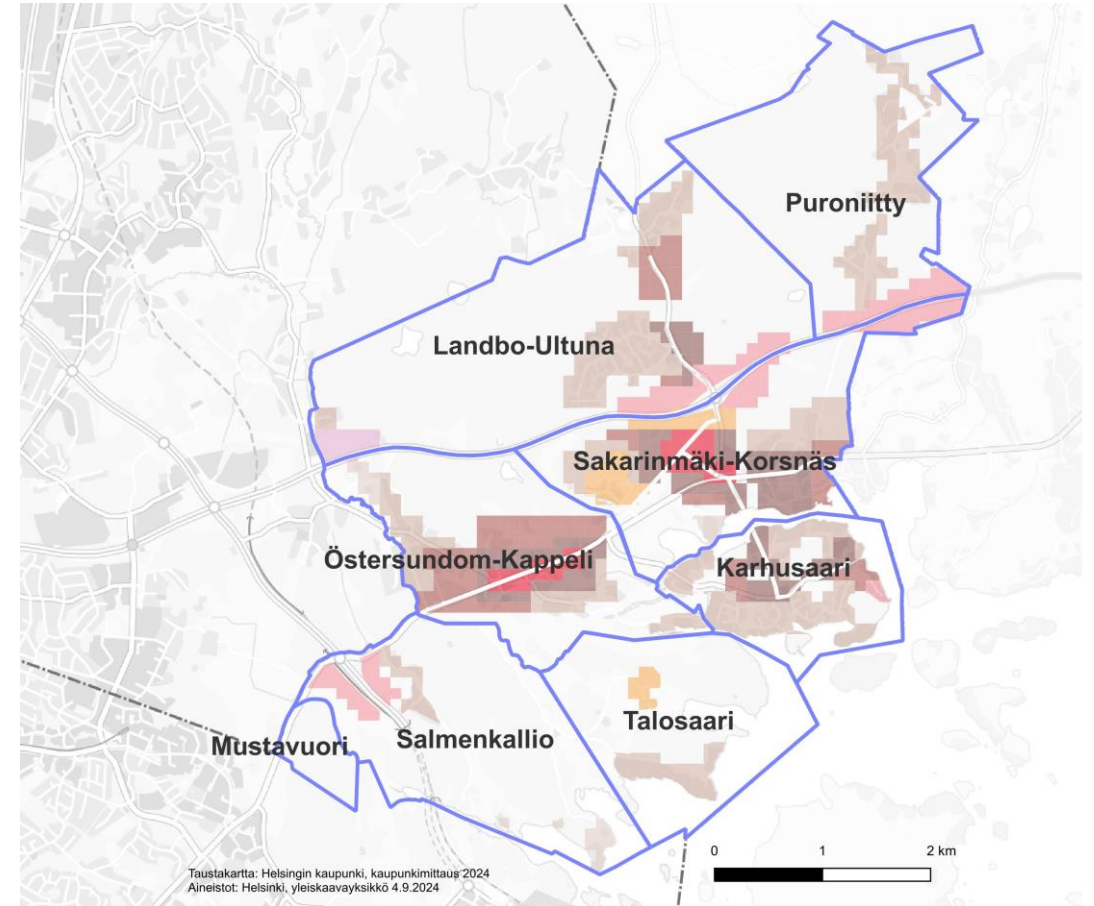 Puroniitty
Landbo-Ultuna
Sakarinmäki-Korsnäs
Östersundom-Kappeli
Karhusaari
Talosaari
Mustavuori
Salmenkallio
0 1 2 km
Taustakartta: Helsingin kaupunki, kaupunkimittaus 2024
Aineistot: Helsinki, yleiskaavayksikkö 4.9.2024